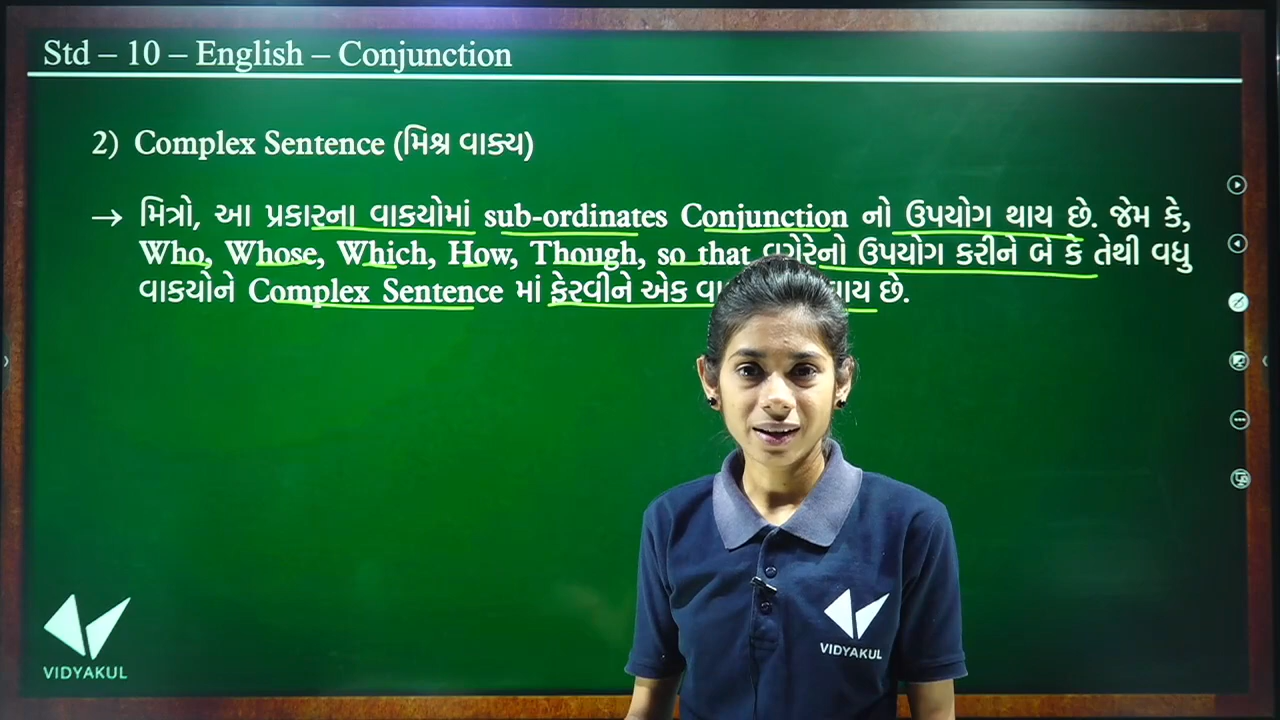 Std – 10 – English – Conjunction
2) Complex Sentence (મિશ્ર વાક્ય)
→ મિત્રો, આ પ્રકારના વાક્યોમાં sub-ordinates Conjunction નો ઉપયોગ થાય છે. જેમ કે,
Who, Whose, Which, How, Though, so that વગેરેનો ઉપયોગ કરીને બે કે તેથી વધુ
વાક્યોને Complex Sentence માં ફેરવીને એક છે.
VIDYAKUL
VIDYAKUL